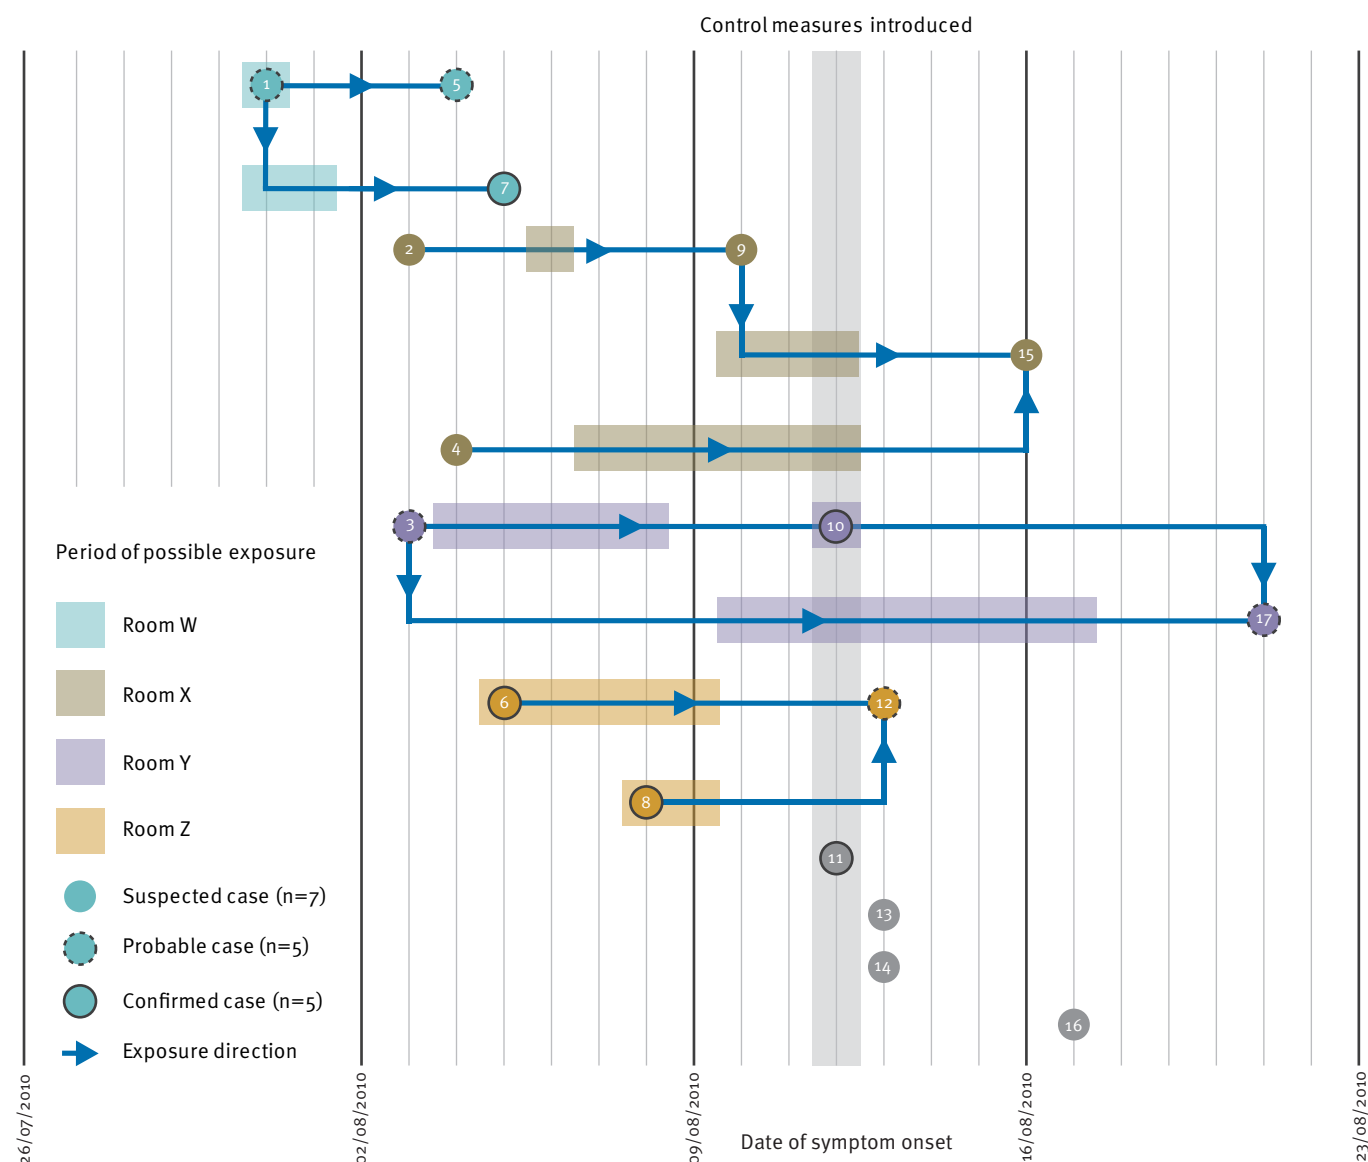 Control measures introduced
1
5
7
2
9
15
4
3
10
17
6
12
8
11
13
14
16
Period of possible exposure
Room W
Room X
Room Y
Room Z
Suspected case (n=7)
Probable case (n=5)
Confirmed case (n=5)
Exposure direction
26/07/2010
02/08/2010
09/08/2010
16/08/2010
23/08/2010
Date of symptom onset